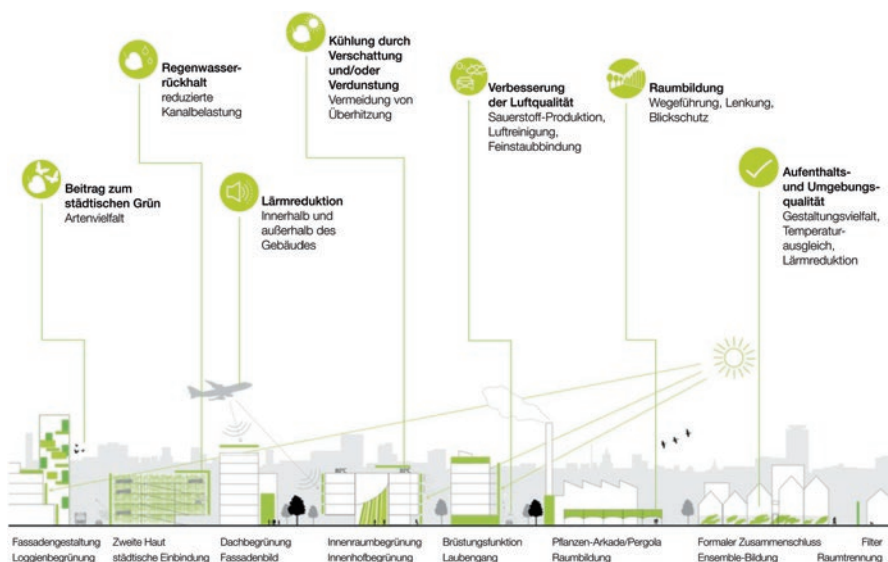 Regenwasser-
rückhalt
reduzierte
Kanalbelastung
Kühlung durch
Verschattung
und/oder
Verdunstung
Vermeidung von
Überhitzung
Verbesserung
der Luftqualität
Sauerstoff-Produktion,
Luftreinigung,
Feinstaubbindung
Raumbildung
Wegeführung, Lenkung,
Blickschutz
Beitrag zum
städtischen Grün
Artenvielfalt
Lärmreduktion
Innerhalb und
außerhalb des
Gebäudes
Aufenthalts-
und Umgebungs-
qualität
Gestaltungsvielfalt,
Temperatur-
ausgleich,
Lärmreduktion
Fassadengestaltung
Loggienbegrünung
Zweite Haut
städtische Einbindung
Dachbegrünung
Fassadenbild
Innenraumbegrünung
Innenhofbegrünung
Brüstungsfunktion
Laubengang
Pflanzen-Arkade/Pergola
Raumbildung
Formaler Zusammenschluss
Ensemble-Bildung
Filter
Raumtrennung